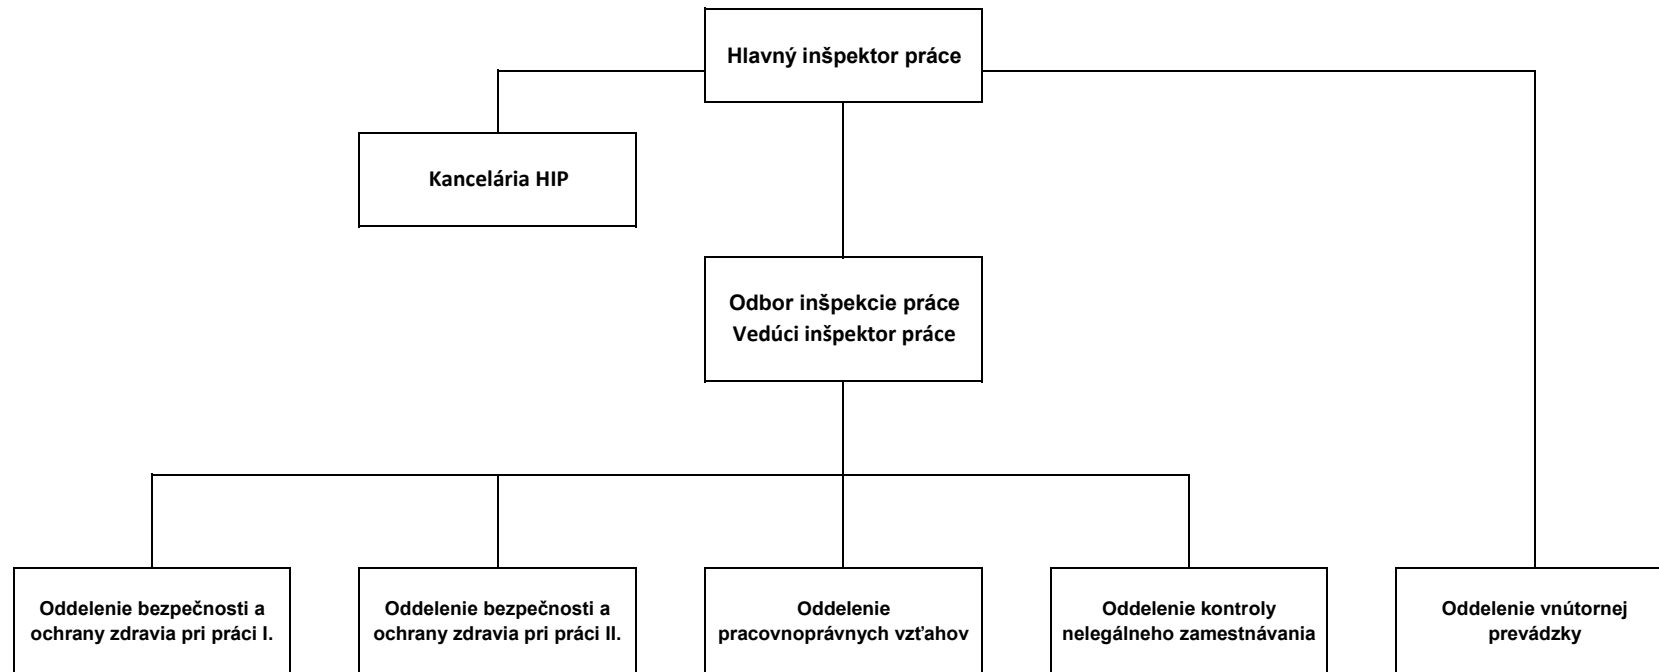 Hlavný inšpektor práce
Kancelária HIP
Odbor inšpekcie práce
Vedúci inšpektor práce
Oddelenie bezpečnosti a
ochrany zdravia pri práci I.
Oddelenie bezpečnosti a
ochrany zdravia pri práci II.
Oddelenie
pracovnoprávnych vzťahov
Oddelenie kontroly
nelegálneho zamestnávania
Oddelenie vnútornej
prevádzky